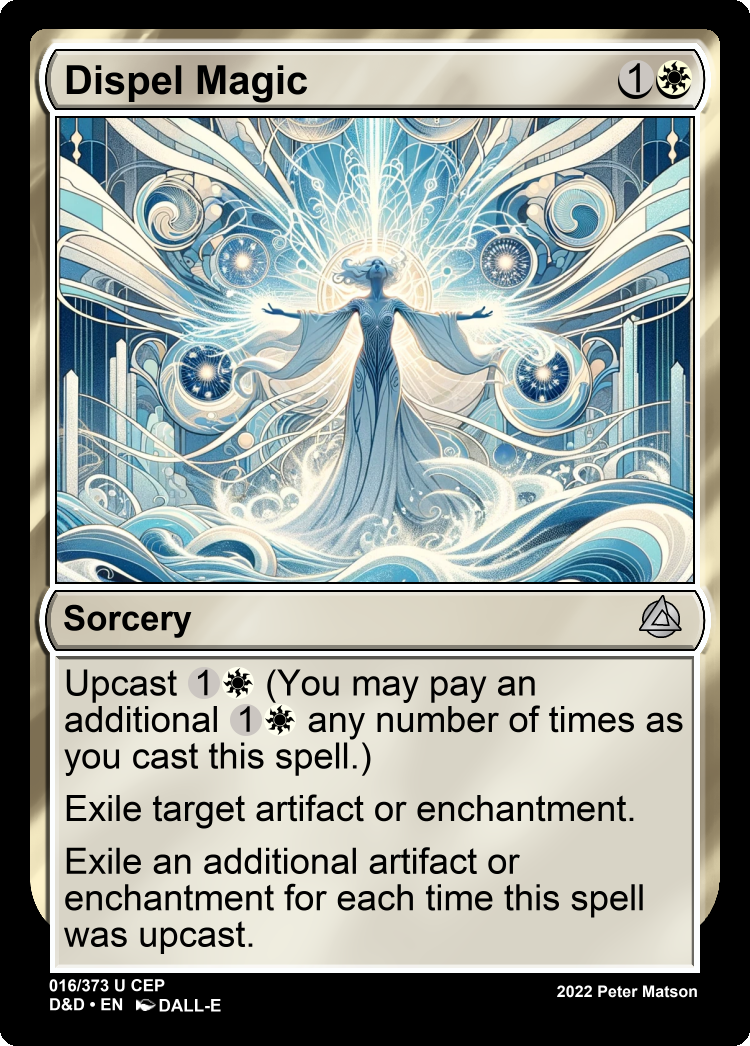 Dispel Magic 1
Sorcery
Upcast 1 (You may pay an
additional 1 any number of times as
you cast this spell.)
Exile target artifact or enchantment.
Exile an additional artifact or
enchantment for each time this spell
was upcast.
016/373 U CEP
D&D • EN DALL-E
2022 Peter Matson